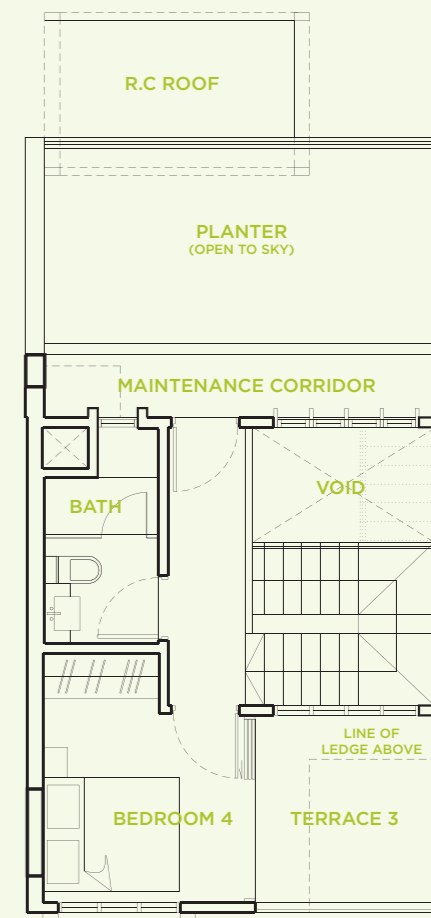 R.C ROOF
PLANTER
(OPEN TO SKY)
MAINTENANCE CORRIDOR
VOID
BATH
LINE OF
LEDGE ABOVE
BEDROOM 4
TERRACE 3